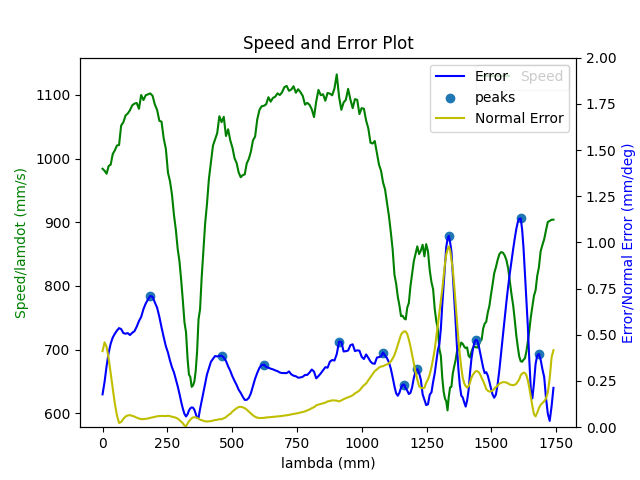 Speed and Error Plot
Speed/lamdot (mm/s)
1100
1000
900
800
700
600
Error
Speed
peaks
Normal Error
2.00
1.75
1.50
1.25
1.00
0.75
0.50
0.25
0.00
Error/Normal Error (mm/deg)
0 250 500 750 1000 1250 1500 1750
lambda (mm)